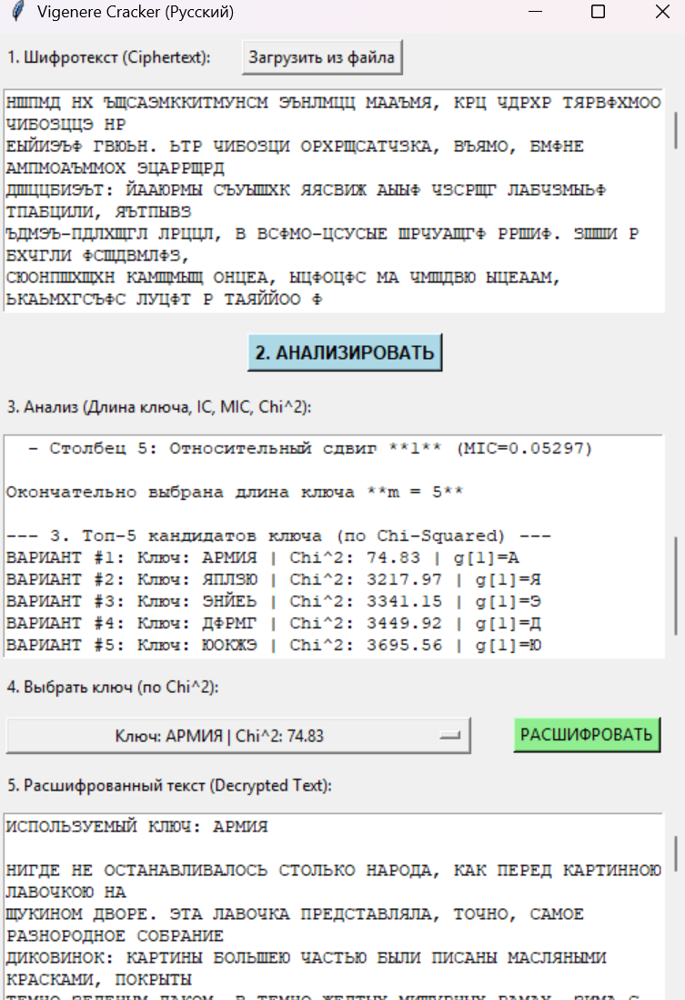 Vigenere Cracker (Русский)
1. Шифротекст (Ciphertext):
Загрузить из файла
НШПМД НХ ЪЩСАЭМККИТМУНСМ ЭЪНЛМЦЦ МААЪМЯ, КРЦ ЧДРХР ТЯРВФХМОО
ЧИБОЗЦЦЭ НР
ЕЫЙИЭЪФ ГВЮЬН. ЬТР ЧИБОЗЦИ ОРХРЩСАТЧЗКА, ВЪЯМО, БМФНЕ
АМПМОАЪММОХ ЭЦАРРЩРД
ДШЦЦБИЭЪТ: ЙААЮРМЫ СЪУЫШХК ЯЯСВИЖ АЫЫФ ЧЗСРЩГ ЛАБЧЗМЫЬФ
ТПАБЦИЛИ, ЯЪТПЫВЗ
ЪДМЭЪ-ПДЛХЩГЛ ЛРЦЦЛ, В ВСФМО-ЦСУСЫЕ ШРЧУАЩГФ РРШИФ. ЗШШИ Р
БХЧГЛИ ФСЩДВМЛФЗ,
СЮОНПШХЩХН КАМЩМЫЩ ОНЦЕА, ЫЦФОЦФС МА ЧМШДВЮ ЫЦЕААМ,
ЬКАЬМХГСЪФС ЛУЦФТ Р ТАЯЙЙОО Ф
2. АНАЛИЗИРОВАТЬ
3. Анализ (Длина ключа, IC, MIC, Chi^2):
- Столбец 5: Относительный сдвиг **1** (MIC=0.05297)
Окончательно выбрана длина ключа **m = 5**
--- 3. Топ-5 кандидатов ключа (по Chi-Squared) ---
ВАРИАНТ #1: Ключ: АРМИЯ | Chi^2: 74.83 | g[1]=А
ВАРИАНТ #2: Ключ: ЯПЛЗЮ | Chi^2: 3217.97 | g[1]=Я
ВАРИАНТ #3: Ключ: ЭНЙЕЬ | Chi^2: 3341.15 | g[1]=Э
ВАРИАНТ #4: Ключ: ДФРМГ | Chi^2: 3449.92 | g[1]=Д
ВАРИАНТ #5: Ключ: ЮОКЖЭ | Chi^2: 3695.56 | g[1]=Ю
4. Выбрать ключ (по Chi^2):
Ключ: АРМИЯ | Chi^2: 74.83
РАСШИФРОВАТЬ
5. Расшифрованный текст (Decrypted Text):
ИСПОЛЬЗУЕМЫЙ КЛЮЧ: АРМИЯ
НИГДЕ НЕ ОСТАНАВЛИВАЛОСЬ СТОЛЬКО НАРОДА, КАК ПЕРЕД КАРТИННОЮ
ЛАВОЧКОЮ НА
ЩУКИНОМ ДВОРЕ. ЭТА ЛАВОЧКА ПРЕДСТАВЛЯЛА, ТОЧНО, САМОЕ
РАЗНОРОДНОЕ СОБРАНИЕ
ДИКОВИНОК: КАРТИНЫ БОЛЬШЕЮ ЧАСТЬЮ БЫЛИ ПИСАНЫ МАСЛЯНЫМИ
КРАСКАМИ, ПОКРЫТЫ
ТЕМНО-ЗЕЛЕНЫМ ЛАКОМ, В ТЕМНО-ЖЕЛТЫХ МИШУРНЫХ РАМАХ. ЗИМА С